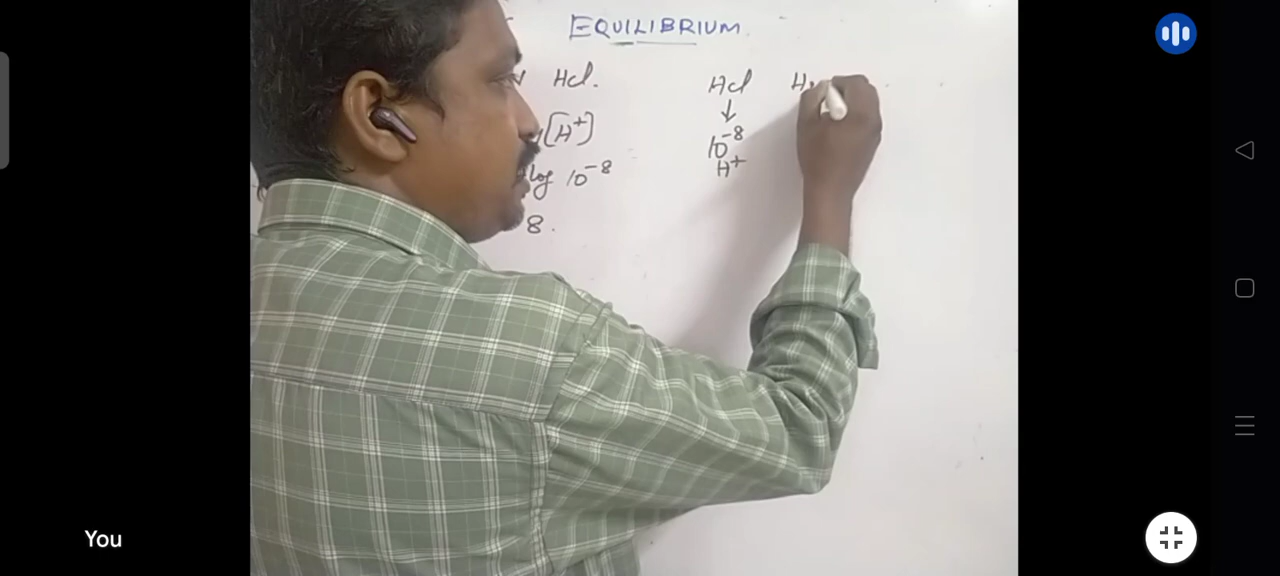 EQUILIBRIUM
Hcl.
[H+]
log 10⁻⁸
8.
Hcl
↓
10⁻⁸
H+
H
You